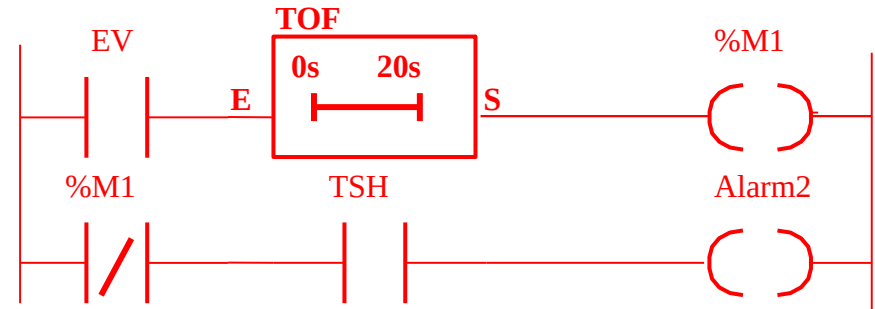 TOF
EV %M1
0s 20s
E S
%M1 TSH Alarm2